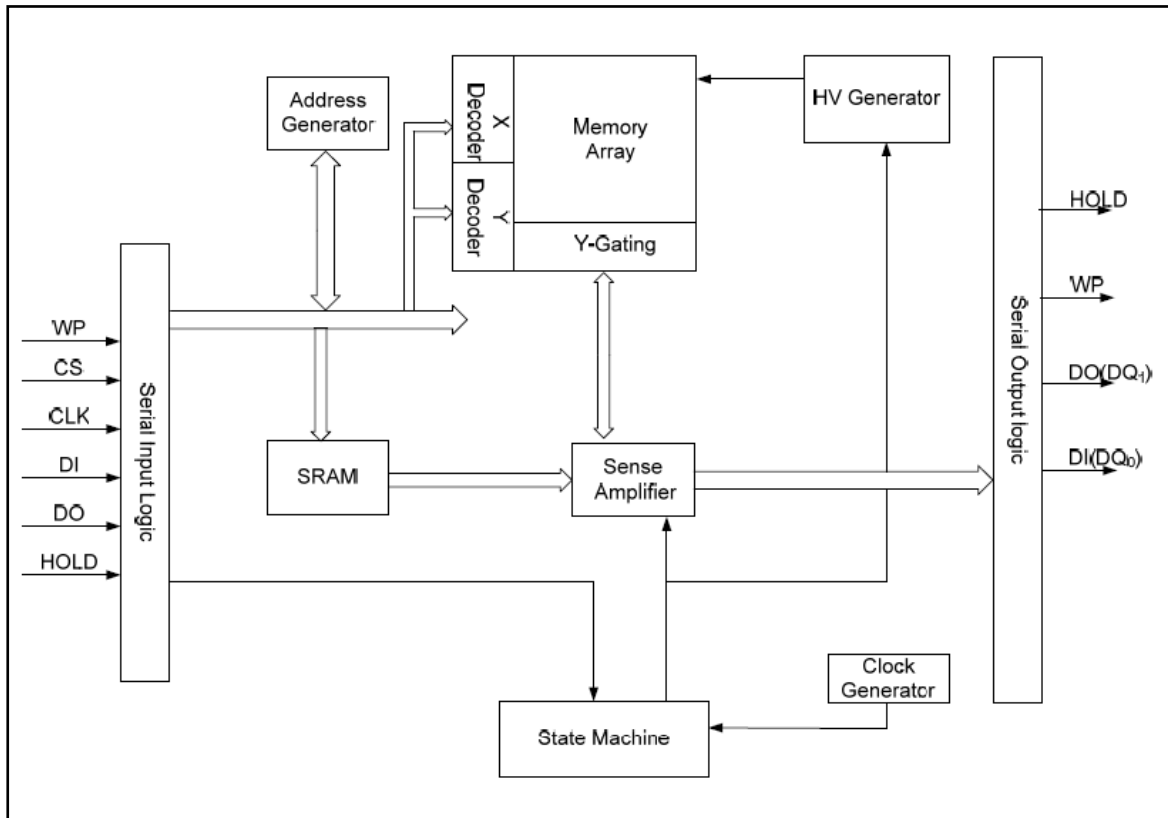 Address
Generator
X
Decoder
Y
Decoder
Memory
Array
Y-Gating
HV Generator
WP
CS
CLK
DI
DO
HOLD
Serial Input Logic
SRAM
Sense
Amplifier
State Machine
Clock
Generator
Serial Output logic
HOLD
WP
DO(DQ1)
DI(DQ0)